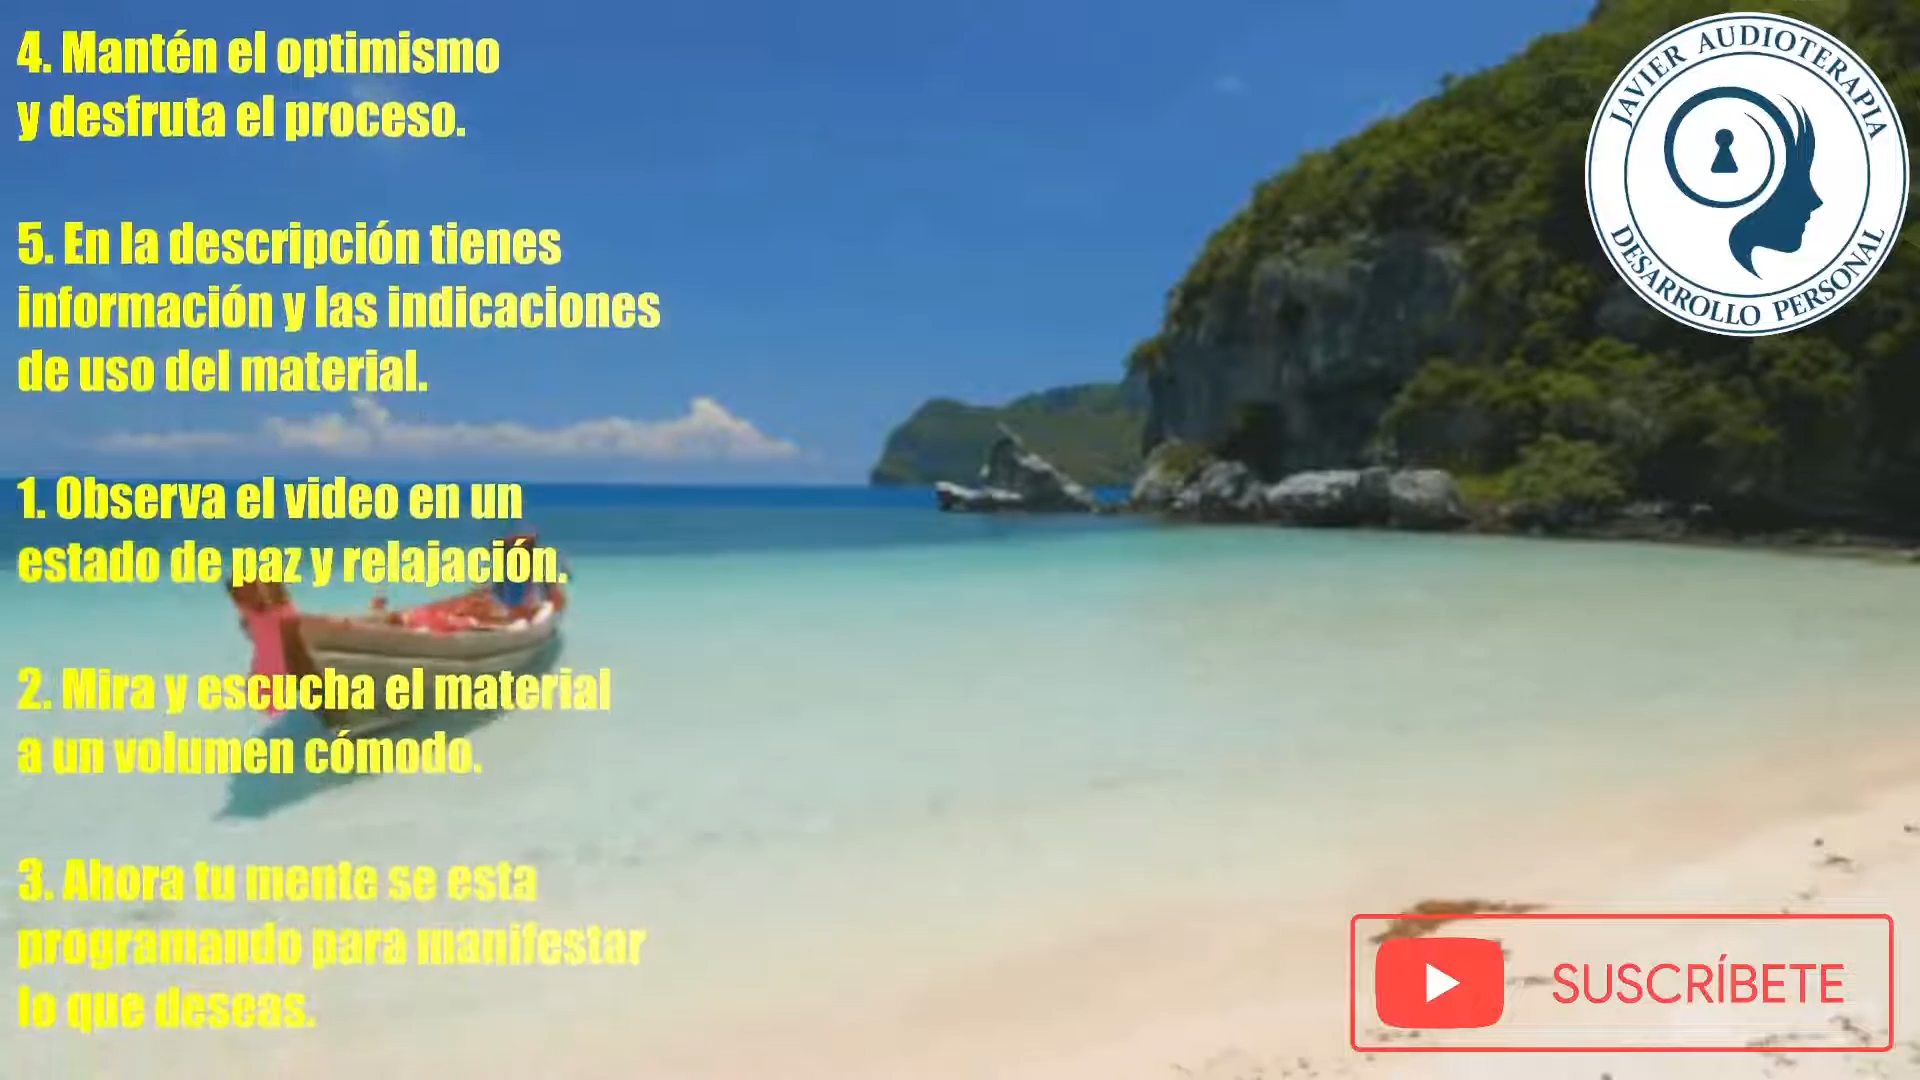 4. Mantén el optimismo
y desfruta el proceso.
5. En la descripción tienes
información y las indicaciones
de uso del material.
1. Observa el video en un
estado de paz y relajación.
2. Mira y escucha el material
a un volumen cómodo.
3. Ahora tu mente se esta
programando para manifestar
lo que deseas.
JAVIER AUDIOTERAPIA
DESARROLLO PERSONAL
SUSCRÍBETE